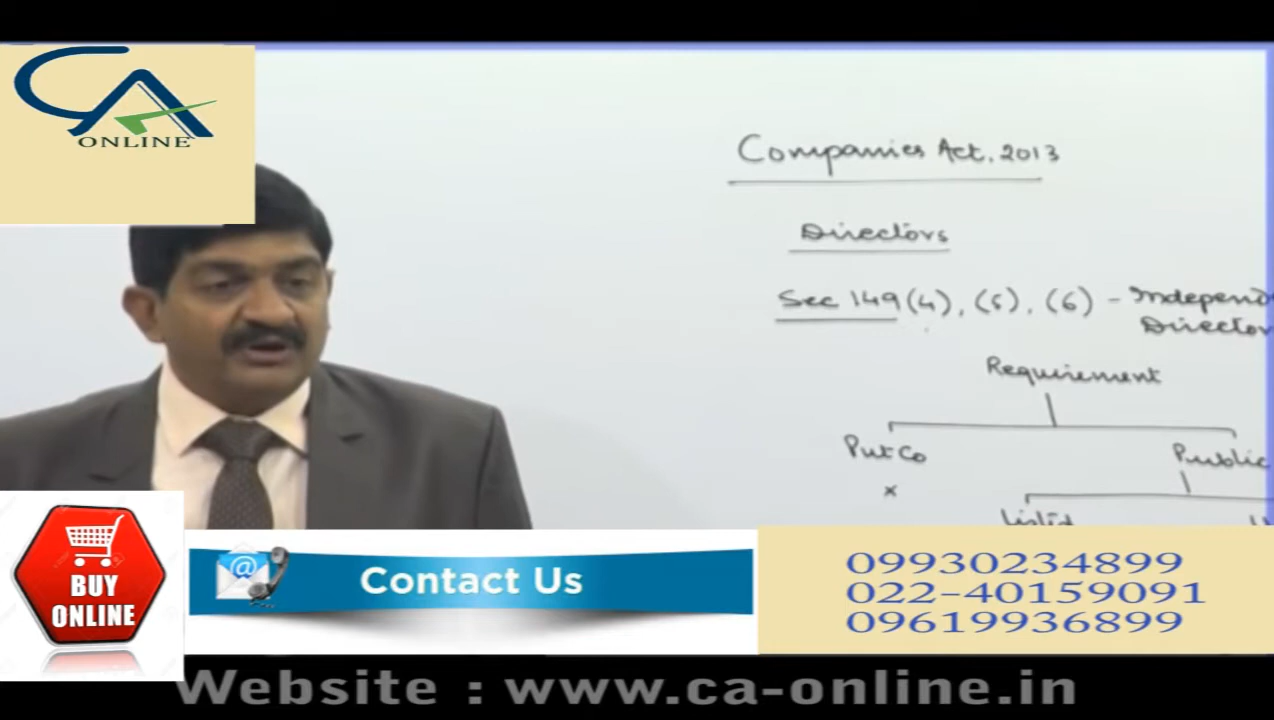 CA
ONLINE
Companies Act, 2013
Directors
Sec 149 (4), (5), (6) - Independ
Director
Requirement
Pvt Co
Public
x
Listed
BUY
ONLINE
@
Contact Us
09930234899
022-40159091
09619936899
Website : www.ca-online.in